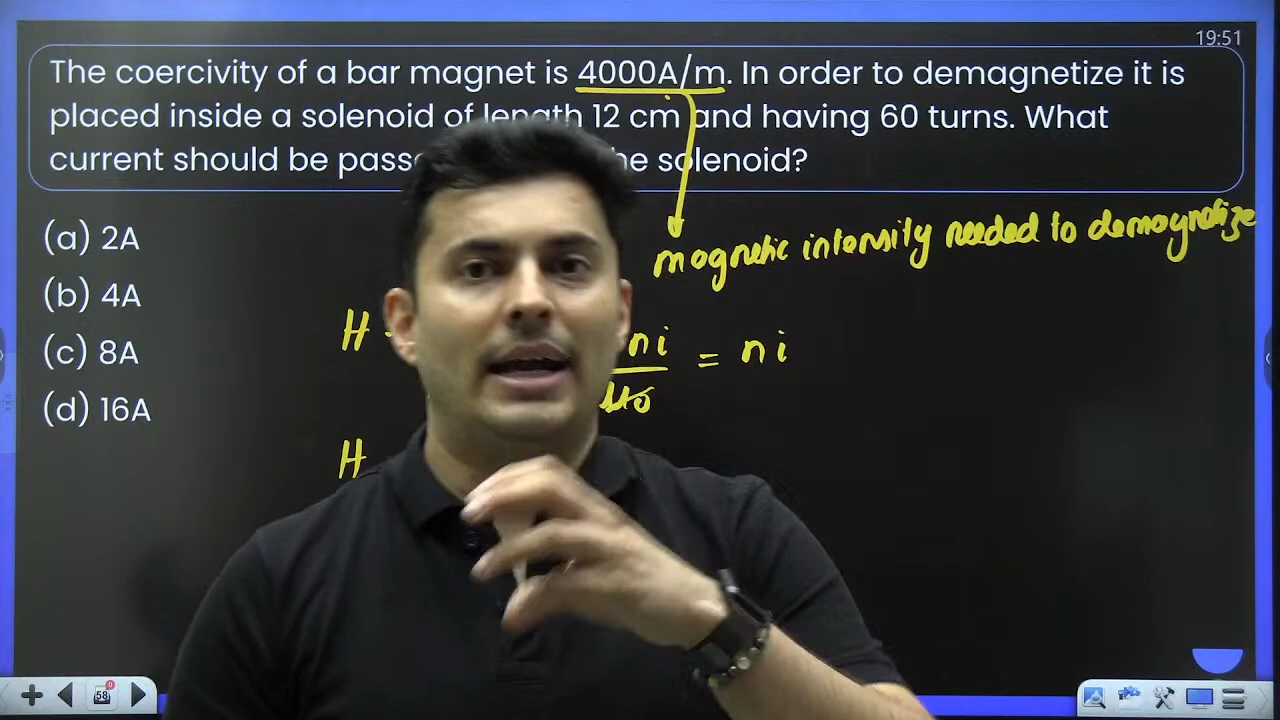 19:51
The coercivity of a bar magnet is 4000A/m. In order to demagnetize it is
placed inside a solenoid of length 12 cm and having 60 turns. What
current should be he solenoid?
(a) 2A
magnetic intensity needed to demagnetize
(b) 4A
H ni = ni
(c) 8A
μ0
(d) 16A
H
58